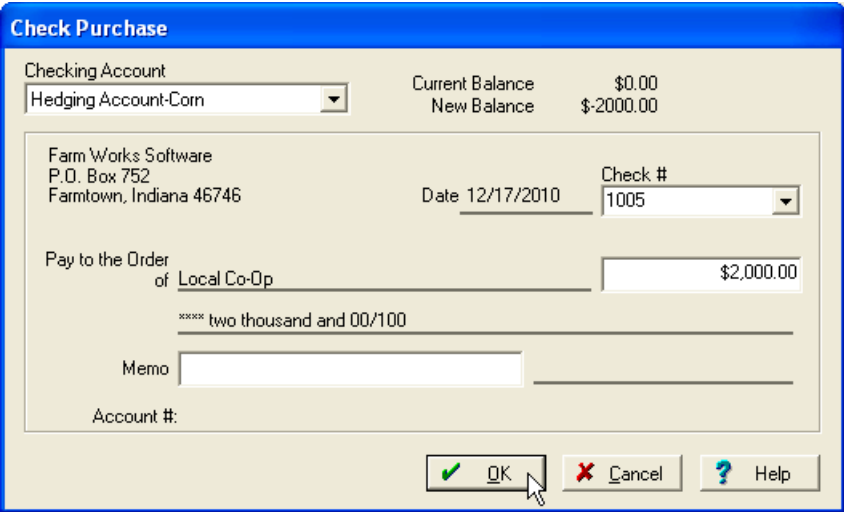 Check Purchase
Checking Account
Hedging Account-Corn
Current Balance $0.00
New Balance $-2000.00
Farm Works Software
P.O. Box 752
Farmtown, Indiana 46746
Date 12/17/2010
Check #
1005
Pay to the Order
of Local Co-Op
$2,000.00
**** two thousand and 00/100
Memo
Account #:
OK
Cancel
Help